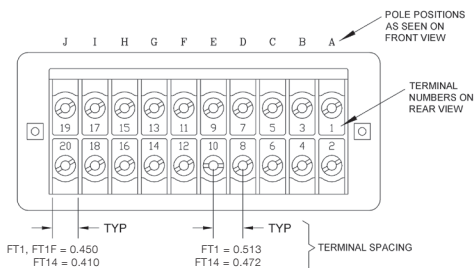 POLE POSITIONS
AS SEEN ON
FRONT VIEW
J I H G F E D C B A
TERMINAL
NUMBERS ON
REAR VIEW
19 17 15 13 11 9 7 5 3 1
20 18 16 14 12 10 8 6 4 2
TYP
TYP
FT1, FT1F = 0.450
FT14 = 0.410
FT1 = 0.513
FT14 = 0.472
TERMINAL SPACING